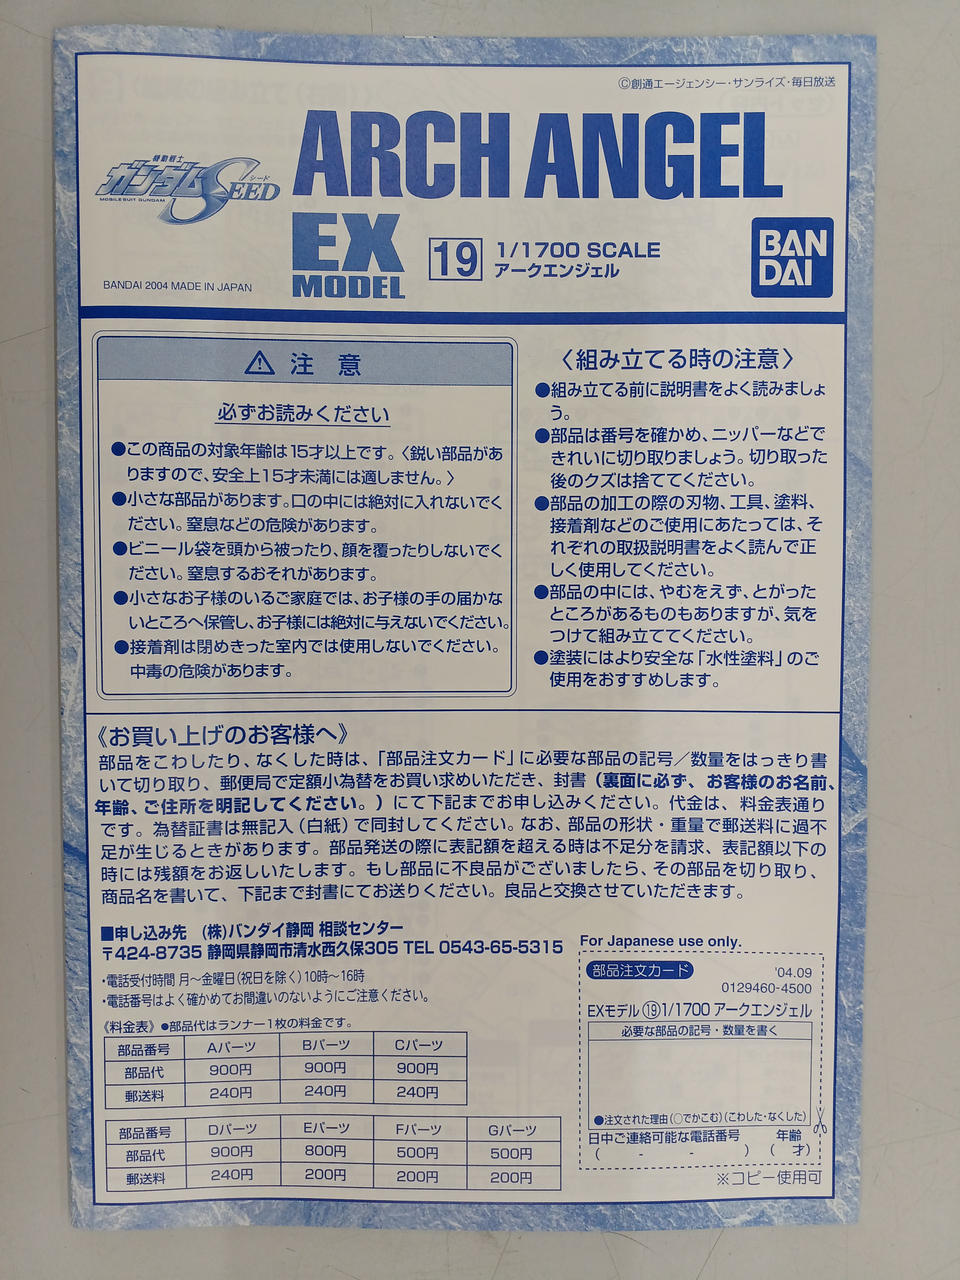 ©創通エージェンシー・サンライズ・毎日放送
ARCH ANGEL
機動戦士
ガンダムSEED
シード
MOBILE SUIT GUNDAM
EX
MODEL
19
1/1700 SCALE
アークエンジェル
BAN
DAI
BANDAI 2004 MADE IN JAPAN
⚠ 注意
必ずお読みください
●この商品の対象年齢は15才以上です。〈鋭い部品があ
りますので、安全上15才未満には適しません。〉
●小さな部品があります。口の中には絶対に入れないでく
ださい。窒息などの危険があります。
●ビニール袋を頭から被ったり、顔を覆ったりしないでく
ださい。窒息するおそれがあります。
●小さなお子様のいるご家庭では、お子様の手の届かな
いところへ保管し、お子様には絶対に与えないでください。
●接着剤は閉めきった室内では使用しないでください。
中毒の危険があります。
〈組み立てる時の注意〉
●組み立てる前に説明書をよく読みましょ
う。
●部品は番号を確かめ、ニッパーなどで
きれいに切り取りましょう。切り取った
後のクズは捨ててください。
●部品の加工の際の刃物、工具、塗料、
接着剤などのご使用にあたっては、そ
れぞれの取扱説明書をよく読んで正
しく使用してください。
●部品の中には、やむをえず、とがった
ところがあるものもありますが、気を
つけて組み立ててください。
●塗装にはより安全な「水性塗料」のご
使用をおすすめします。
《お買い上げのお客様へ》
部品をこわしたり、なくした時は、「部品注文カード」に必要な部品の記号／数量をはっきり書
いて切り取り、郵便局で定額小為替をお買い求めいただき、封書（裏面に必ず、お客様のお名前、
年齢、ご住所を明記してください。）にて下記までお申し込みください。代金は、料金表通り
です。為替証書は無記入（白紙）で同封してください。なお、部品の形状・重量で郵送料に過不
足が生じるときがあります。部品発送の際に表記額を超える時は不足分を請求、表記額以下の
時には残額をお返しいたします。もし部品に不良品がございましたら、その部品を切り取り、
商品名を書いて、下記まで封書にてお送りください。良品と交換させていただきます。
■申し込み先　（株）バンダイ静岡 相談センター
〒424-8735 静岡県静岡市清水西久保305 TEL 0543-65-5315
・電話受付時間 月〜金曜日（祝日を除く）10時〜16時
・電話番号はよく確かめてお間違いのないようにご注意ください。
《料金表》●部品代はランナー1枚の料金です。
部品番号 Aパーツ Bパーツ Cパーツ
部品代 900円 900円 900円
郵送料 240円 240円 240円
部品番号 Dパーツ Eパーツ Fパーツ Gパーツ
部品代 900円 800円 500円 500円
郵送料 240円 200円 200円 200円
For Japanese use only.
部品注文カード
'04.09
0129460-4500
EXモデル ⑲1/1700 アークエンジェル
必要な部品の記号・数量を書く
●注文された理由（○でかこむ）（こわした・なくした）
日中ご連絡可能な電話番号 年齢
（ - - ） （ 才）
※コピー使用可